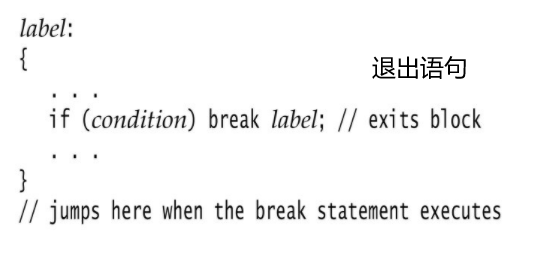 label:
{
退出语句
. . .
if (condition) break label; // exits block
. . .
}
// jumps here when the break statement executes